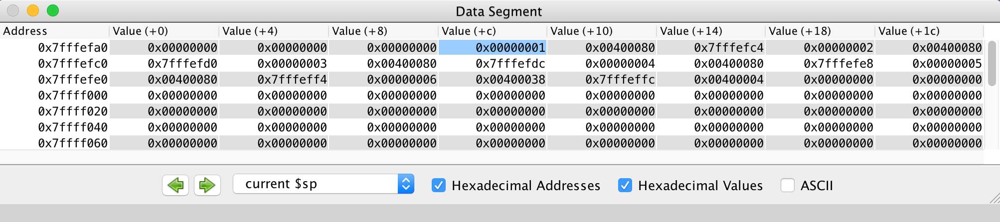 Data Segment
Address Value (+0) Value (+4) Value (+8) Value (+c) Value (+10) Value (+14) Value (+18) Value (+1c)
0x7fffefa0 0x00000000 0x00000000 0x00000000 0x00000001 0x00400080 0x7fffefc4 0x00000002 0x00400080
0x7fffefc0 0x7fffefd0 0x00000003 0x00400080 0x7fffefdc 0x00000004 0x00400080 0x7fffefe8 0x00000005
0x7fffefe0 0x00400080 0x7fffeff4 0x00000006 0x00400038 0x7fffeffc 0x00400004 0x00000000 0x00000000
0x7ffff000 0x00000000 0x00000000 0x00000000 0x00000000 0x00000000 0x00000000 0x00000000 0x00000000
0x7ffff020 0x00000000 0x00000000 0x00000000 0x00000000 0x00000000 0x00000000 0x00000000 0x00000000
0x7ffff040 0x00000000 0x00000000 0x00000000 0x00000000 0x00000000 0x00000000 0x00000000 0x00000000
0x7ffff060 0x00000000 0x00000000 0x00000000 0x00000000 0x00000000 0x00000000 0x00000000 0x00000000
current $sp Hexadecimal Addresses Hexadecimal Values ASCII